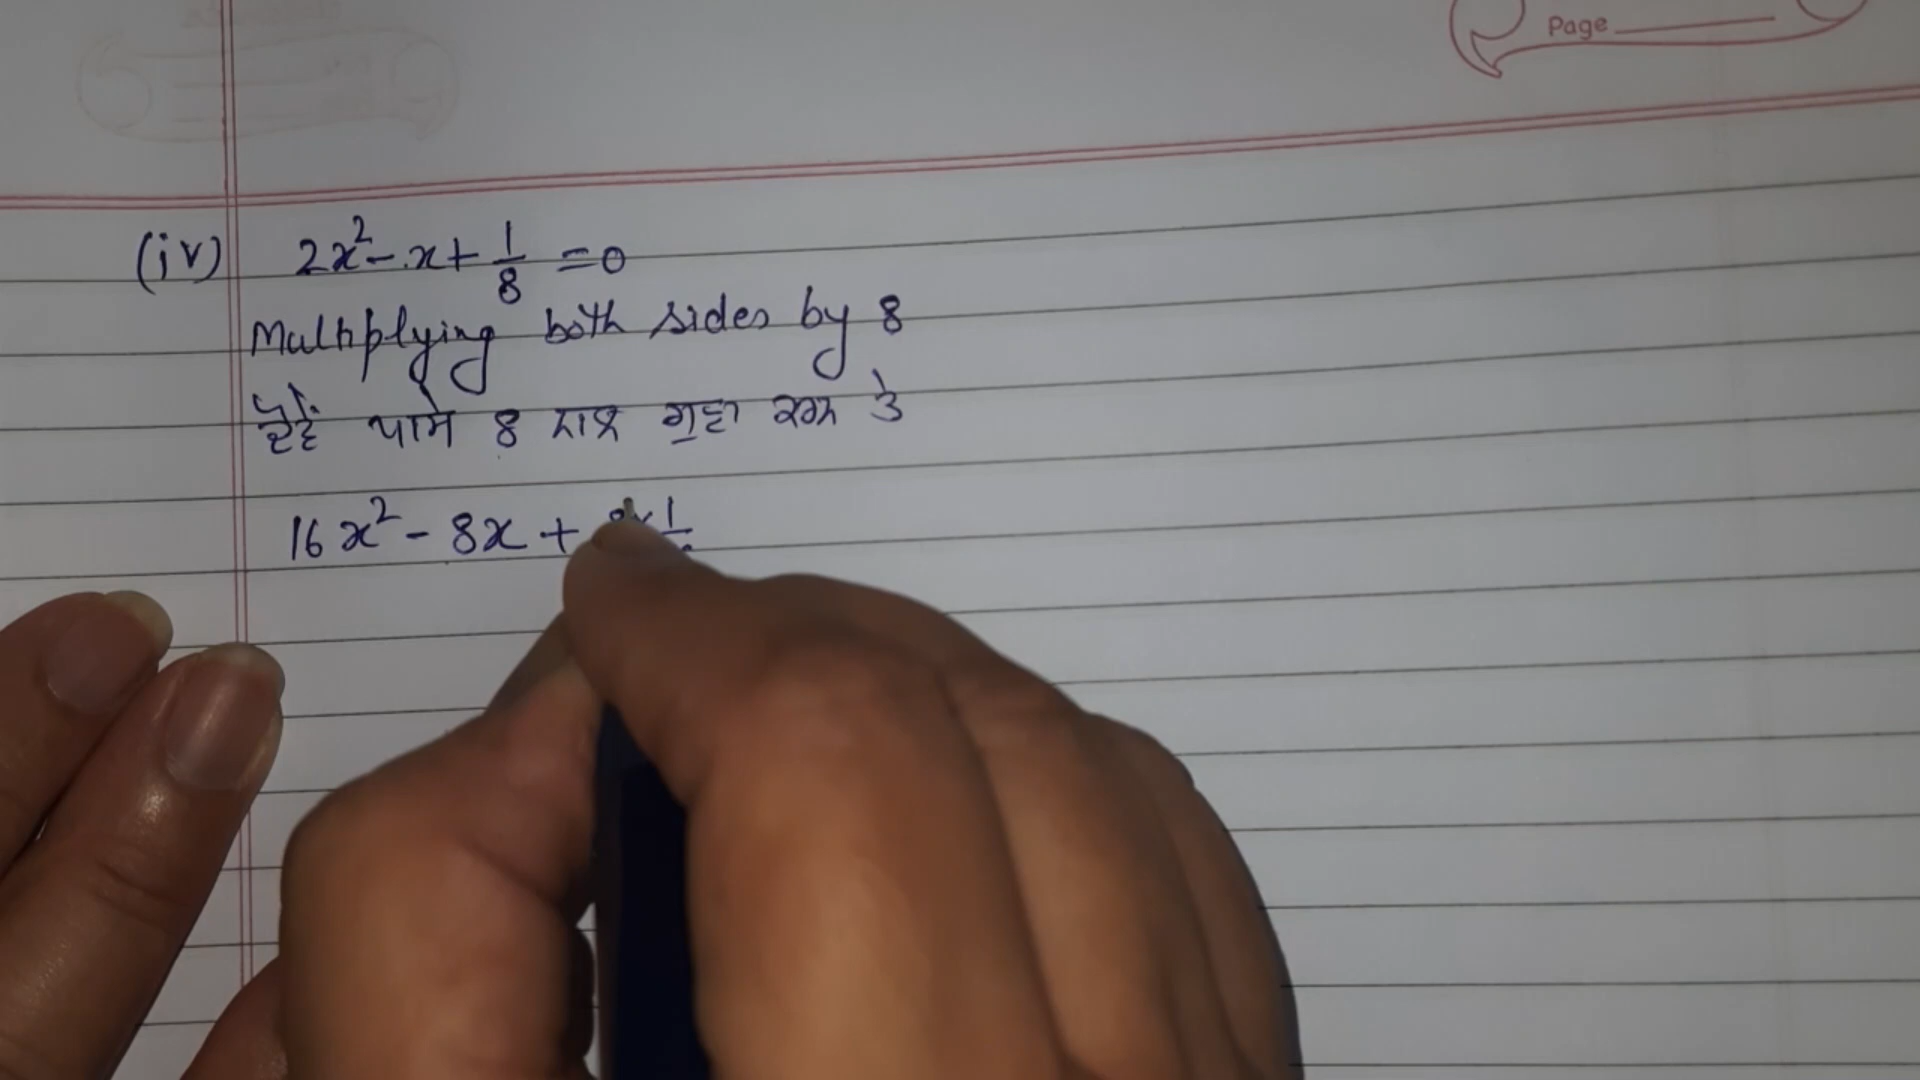 Page
(iv) 2x² - x + 1/8 = 0
Multiplying both sides by 8
ਦੋਵੇਂ ਪਾਸੇ 8 ਨਾਲ ਗੁਣਾ ਕਰਨ ਤੇ
16x² - 8x +